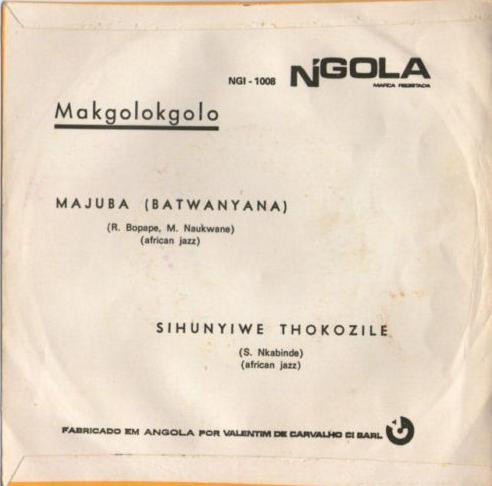 NGI - 1008
N'GOLA
MARCA REGISTADA
Makgolokgolo
MAJUBA (BATWANYANA)
(R. Bopape, M. Naukwane)
(african jazz)
SIHUNYIWE THOKOZILE
(S. Nkabinde)
(african jazz)
FABRICADO EM ANGOLA POR VALENTIM DE CARVALHO CI SARL